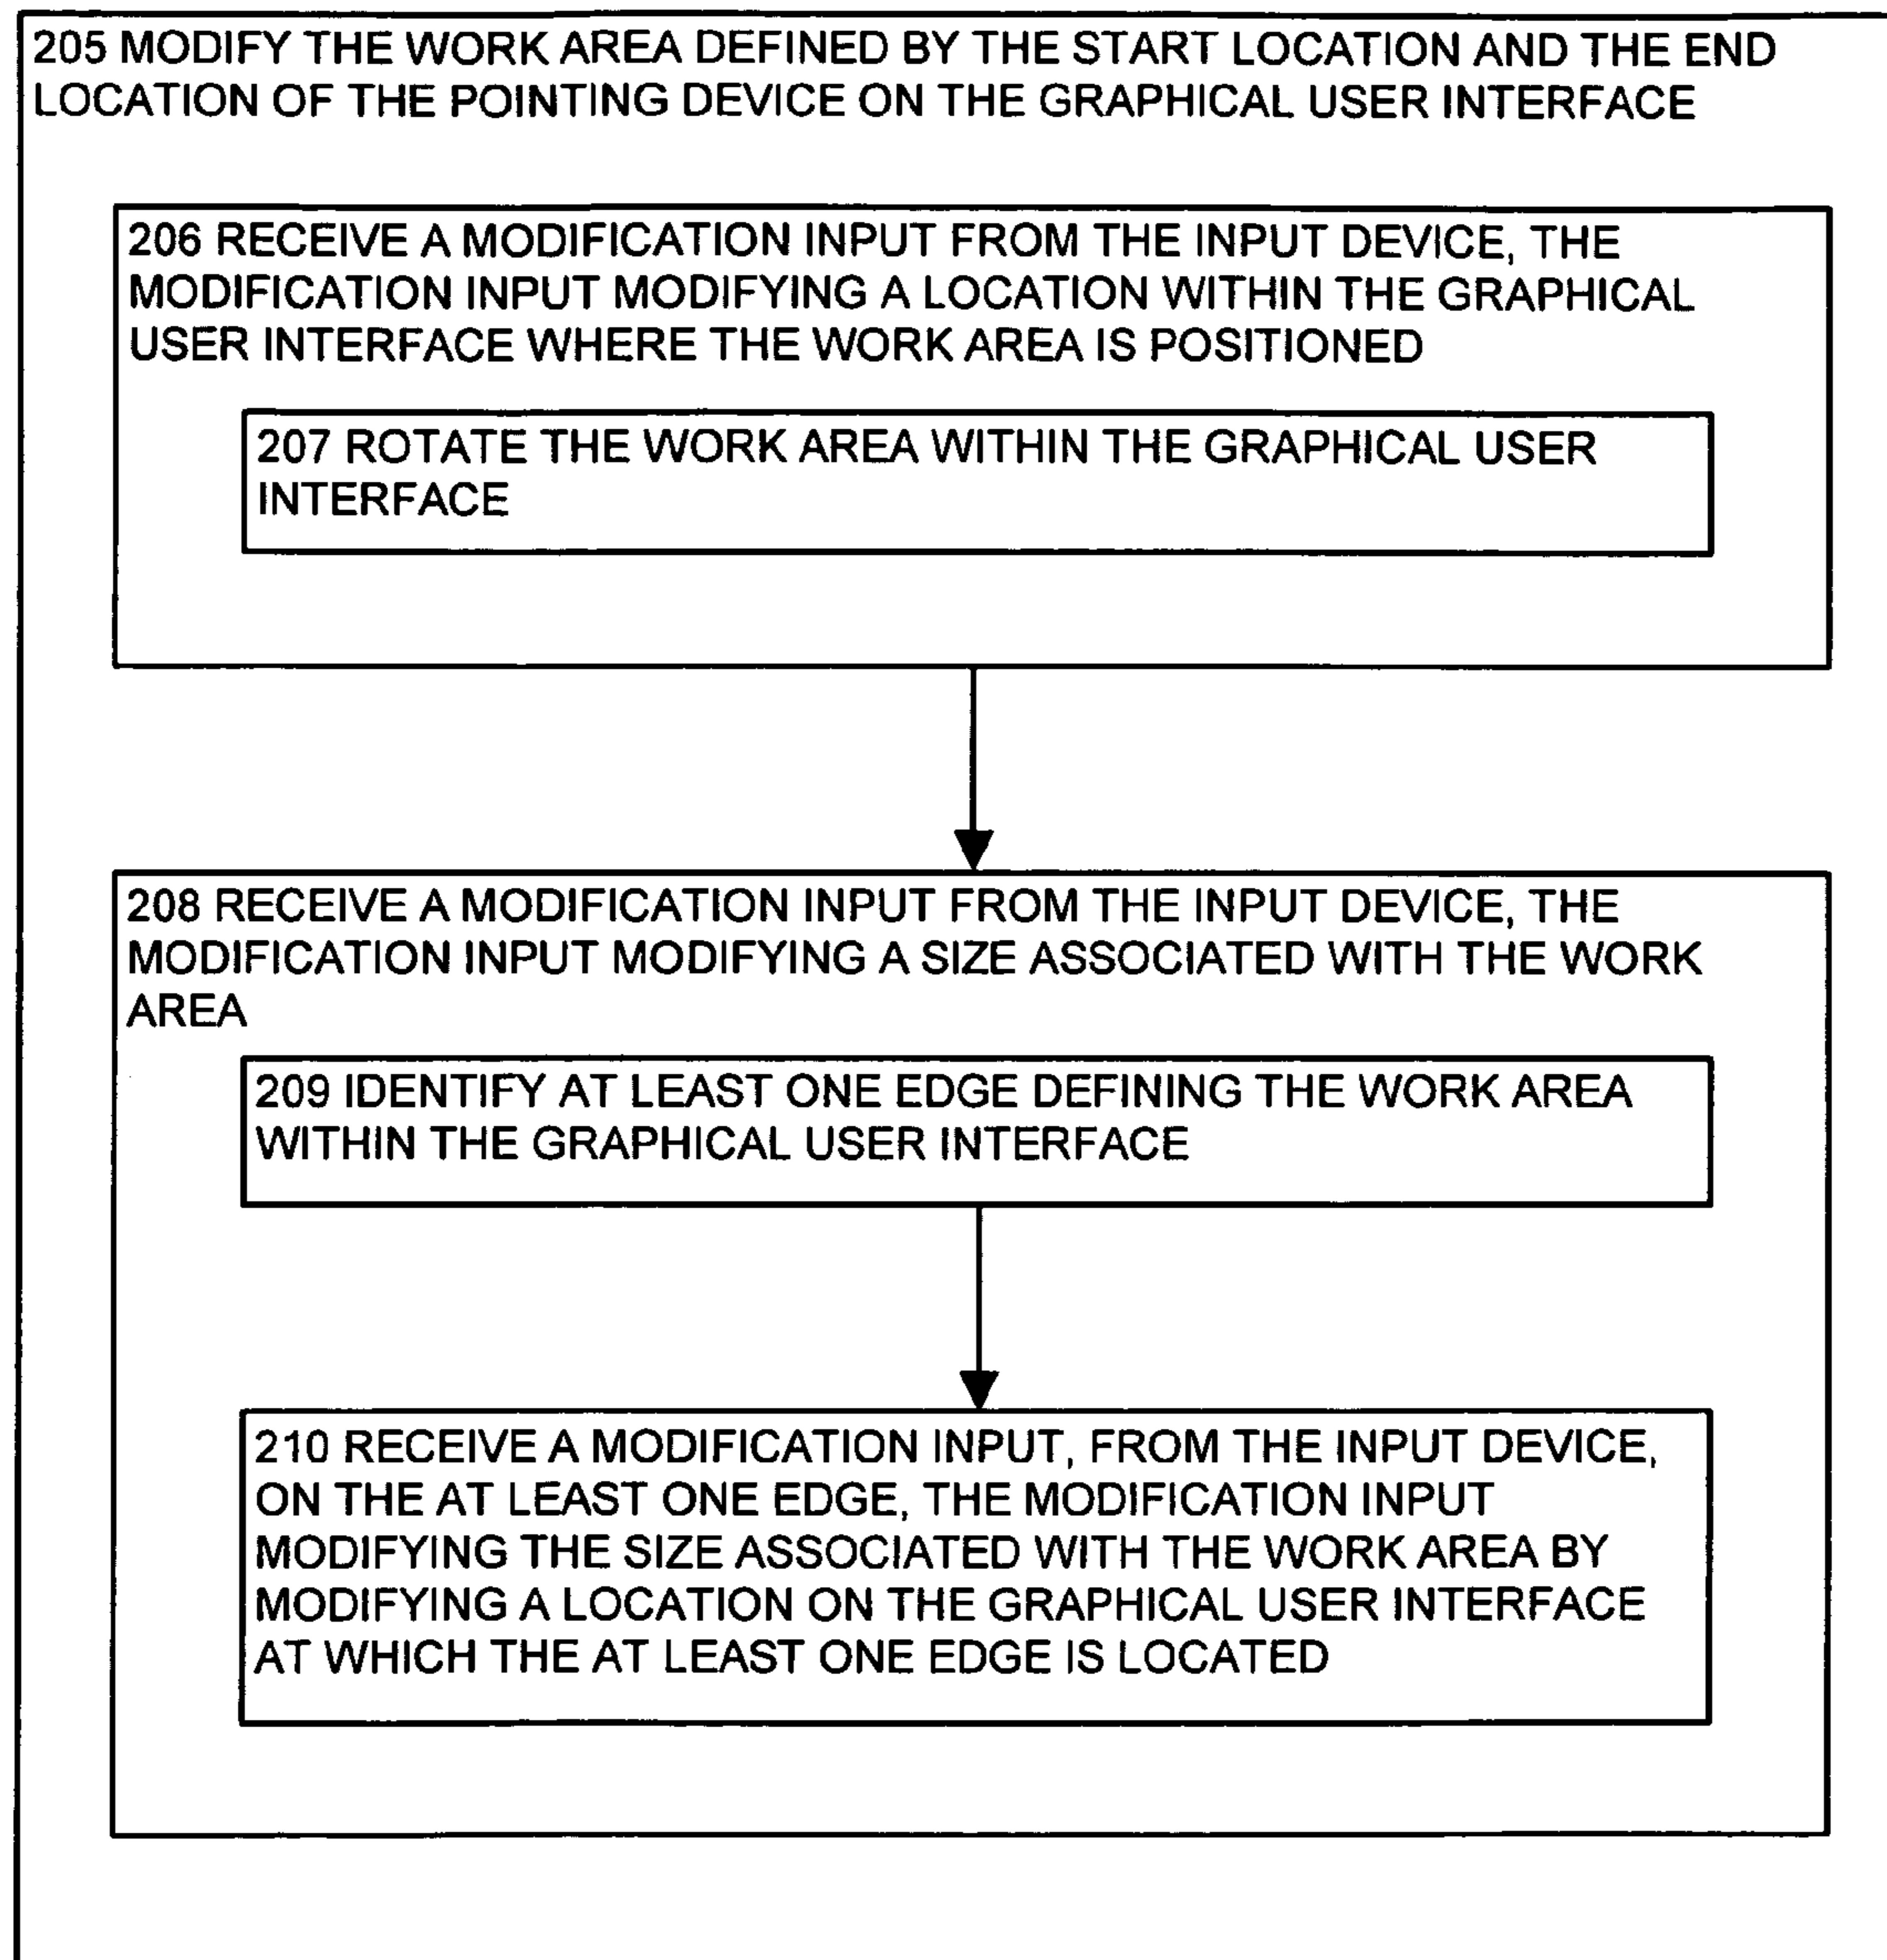 205 MODIFY THE WORK AREA DEFINED BY THE START LOCATION AND THE END
LOCATION OF THE POINTING DEVICE ON THE GRAPHICAL USER INTERFACE
206 RECEIVE A MODIFICATION INPUT FROM THE INPUT DEVICE, THE
MODIFICATION INPUT MODIFYING A LOCATION WITHIN THE GRAPHICAL
USER INTERFACE WHERE THE WORK AREA IS POSITIONED
207 ROTATE THE WORK AREA WITHIN THE GRAPHICAL USER
INTERFACE
208 RECEIVE A MODIFICATION INPUT FROM THE INPUT DEVICE, THE
MODIFICATION INPUT MODIFYING A SIZE ASSOCIATED WITH THE WORK
AREA
209 IDENTIFY AT LEAST ONE EDGE DEFINING THE WORK AREA
WITHIN THE GRAPHICAL USER INTERFACE
210 RECEIVE A MODIFICATION INPUT, FROM THE INPUT DEVICE,
ON THE AT LEAST ONE EDGE, THE MODIFICATION INPUT
MODIFYING THE SIZE ASSOCIATED WITH THE WORK AREA BY
MODIFYING A LOCATION ON THE GRAPHICAL USER INTERFACE
AT WHICH THE AT LEAST ONE EDGE IS LOCATED